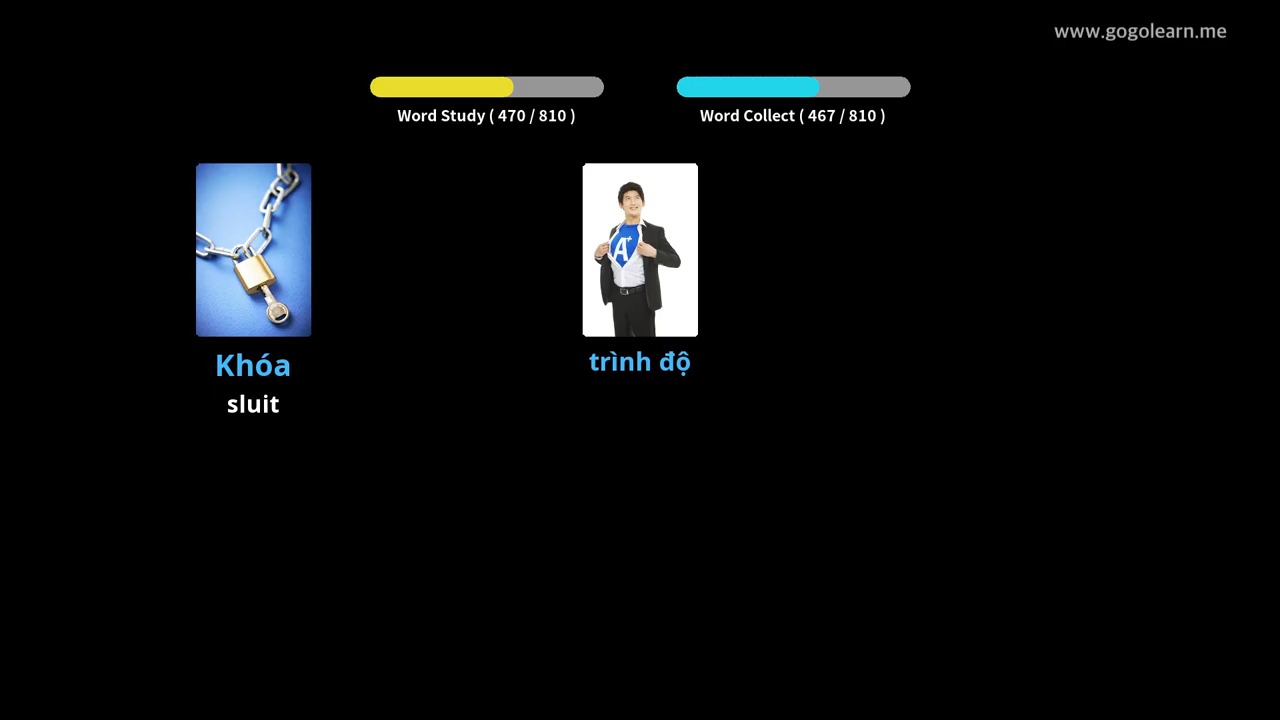 www.gogolearn.me
Word Study ( 470 / 810 )
Word Collect ( 467 / 810 )
A+
Khóa
sluit
trình độ